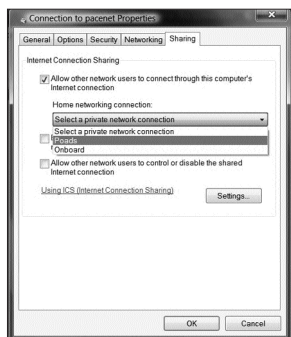 Connection to pacenet Properties
General Options Security Networking Sharing
Internet Connection Sharing
Allow other network users to connect through this computer's
Internet connection
Home networking connection:
Select a private network connection
Select a private network connection
Poads
Onboard
Allow other network users to control or disable the shared
Internet connection
Using ICS (Internet Connection Sharing)
Settings...
OK Cancel